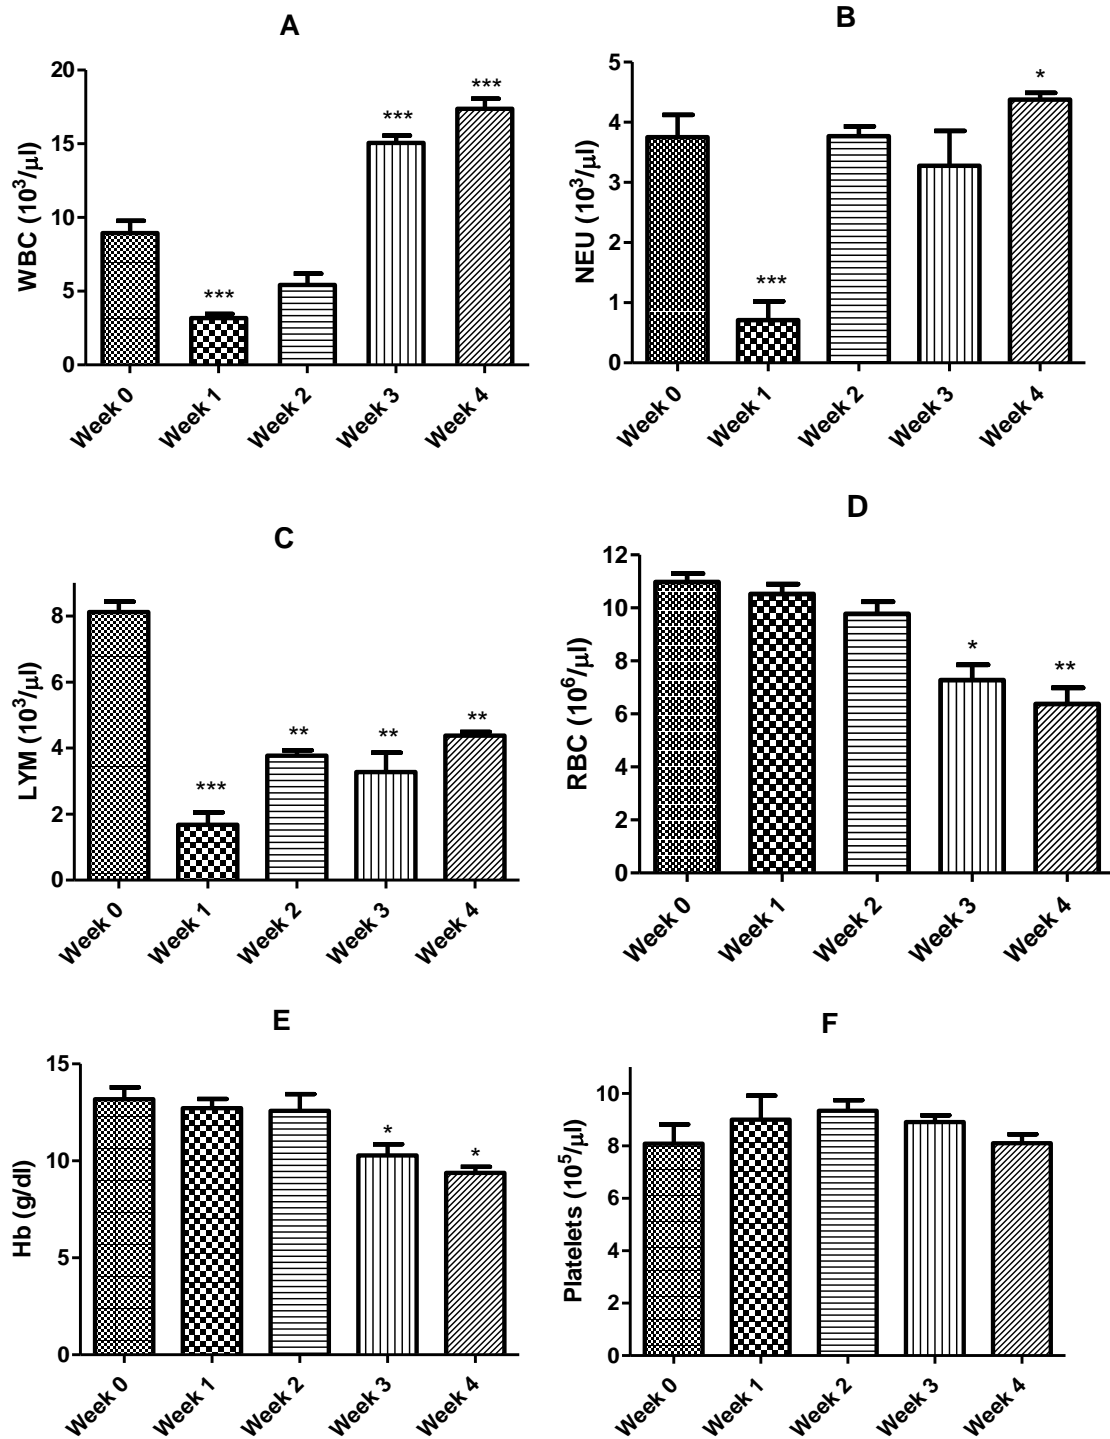 A
WBC (10³/µl)
20
15
10
5
0
***
***
***
Week 0
Week 1
Week 2
Week 3
Week 4
B
NEU (10³/µl)
5
4
3
2
1
0
***
*
Week 0
Week 1
Week 2
Week 3
Week 4
C
LYM (10³/µl)
8
6
4
2
0
***
**
**
**
Week 0
Week 1
Week 2
Week 3
Week 4
D
RBC (10⁶/µl)
12
10
8
6
4
2
0
*
**
Week 0
Week 1
Week 2
Week 3
Week 4
E
Hb (g/dl)
15
10
5
0
*
*
Week 0
Week 1
Week 2
Week 3
Week 4
F
Platelets (10⁵/µl)
10
8
6
4
2
0
Week 0
Week 1
Week 2
Week 3
Week 4